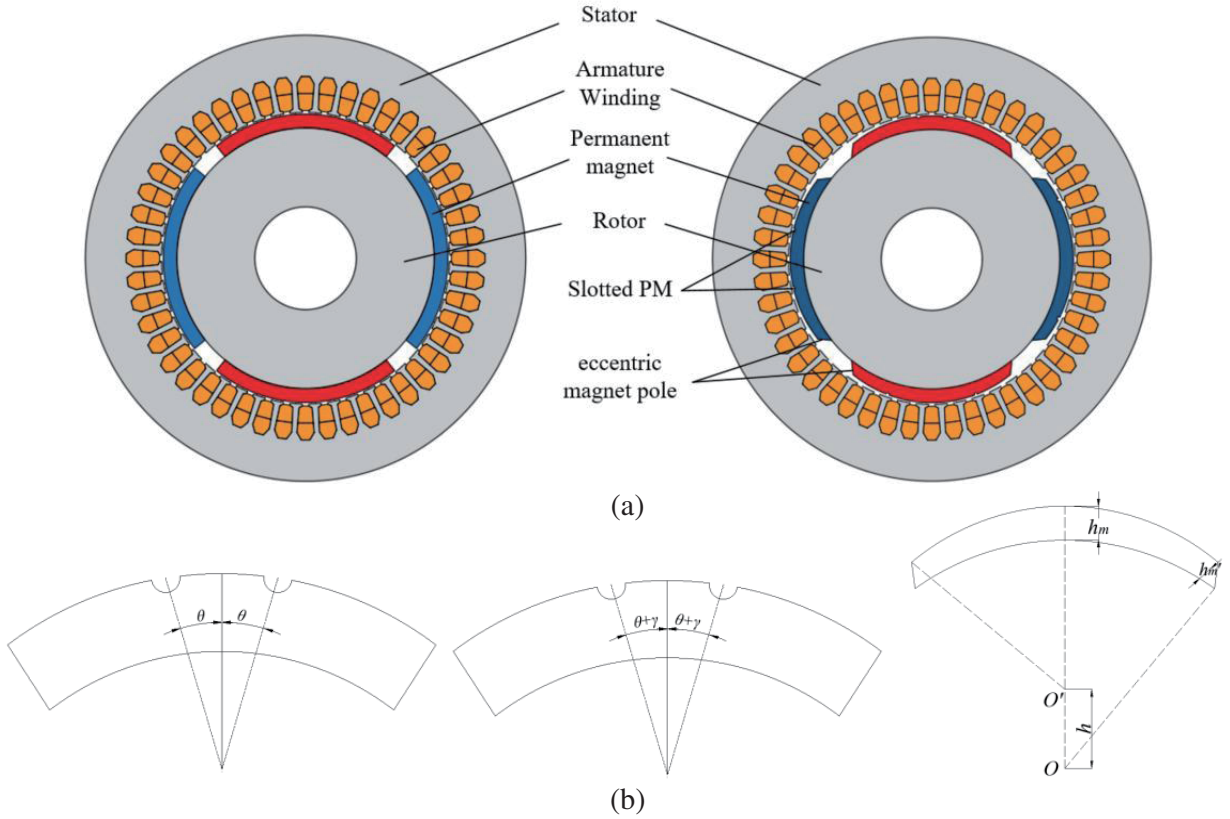 Stator
Armature
Winding
Permanent
magnet
Rotor
Slotted PM
eccentric
magnet pole
(a)
θ θ
θ+γ θ+γ
hm
hm'
O'
h
O
(b)